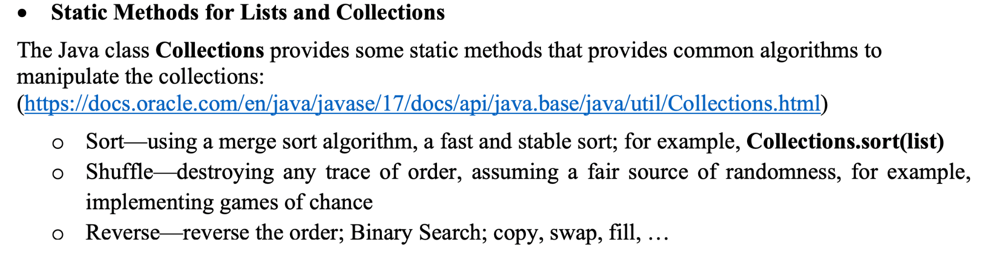 • Static Methods for Lists and Collections
The Java class Collections provides some static methods that provides common algorithms to
manipulate the collections:
(https://docs.oracle.com/en/java/javase/17/docs/api/java.base/java/util/Collections.html)
o Sort—using a merge sort algorithm, a fast and stable sort; for example, Collections.sort(list)
o Shuffle—destroying any trace of order, assuming a fair source of randomness, for example,
implementing games of chance
o Reverse—reverse the order; Binary Search; copy, swap, fill, …